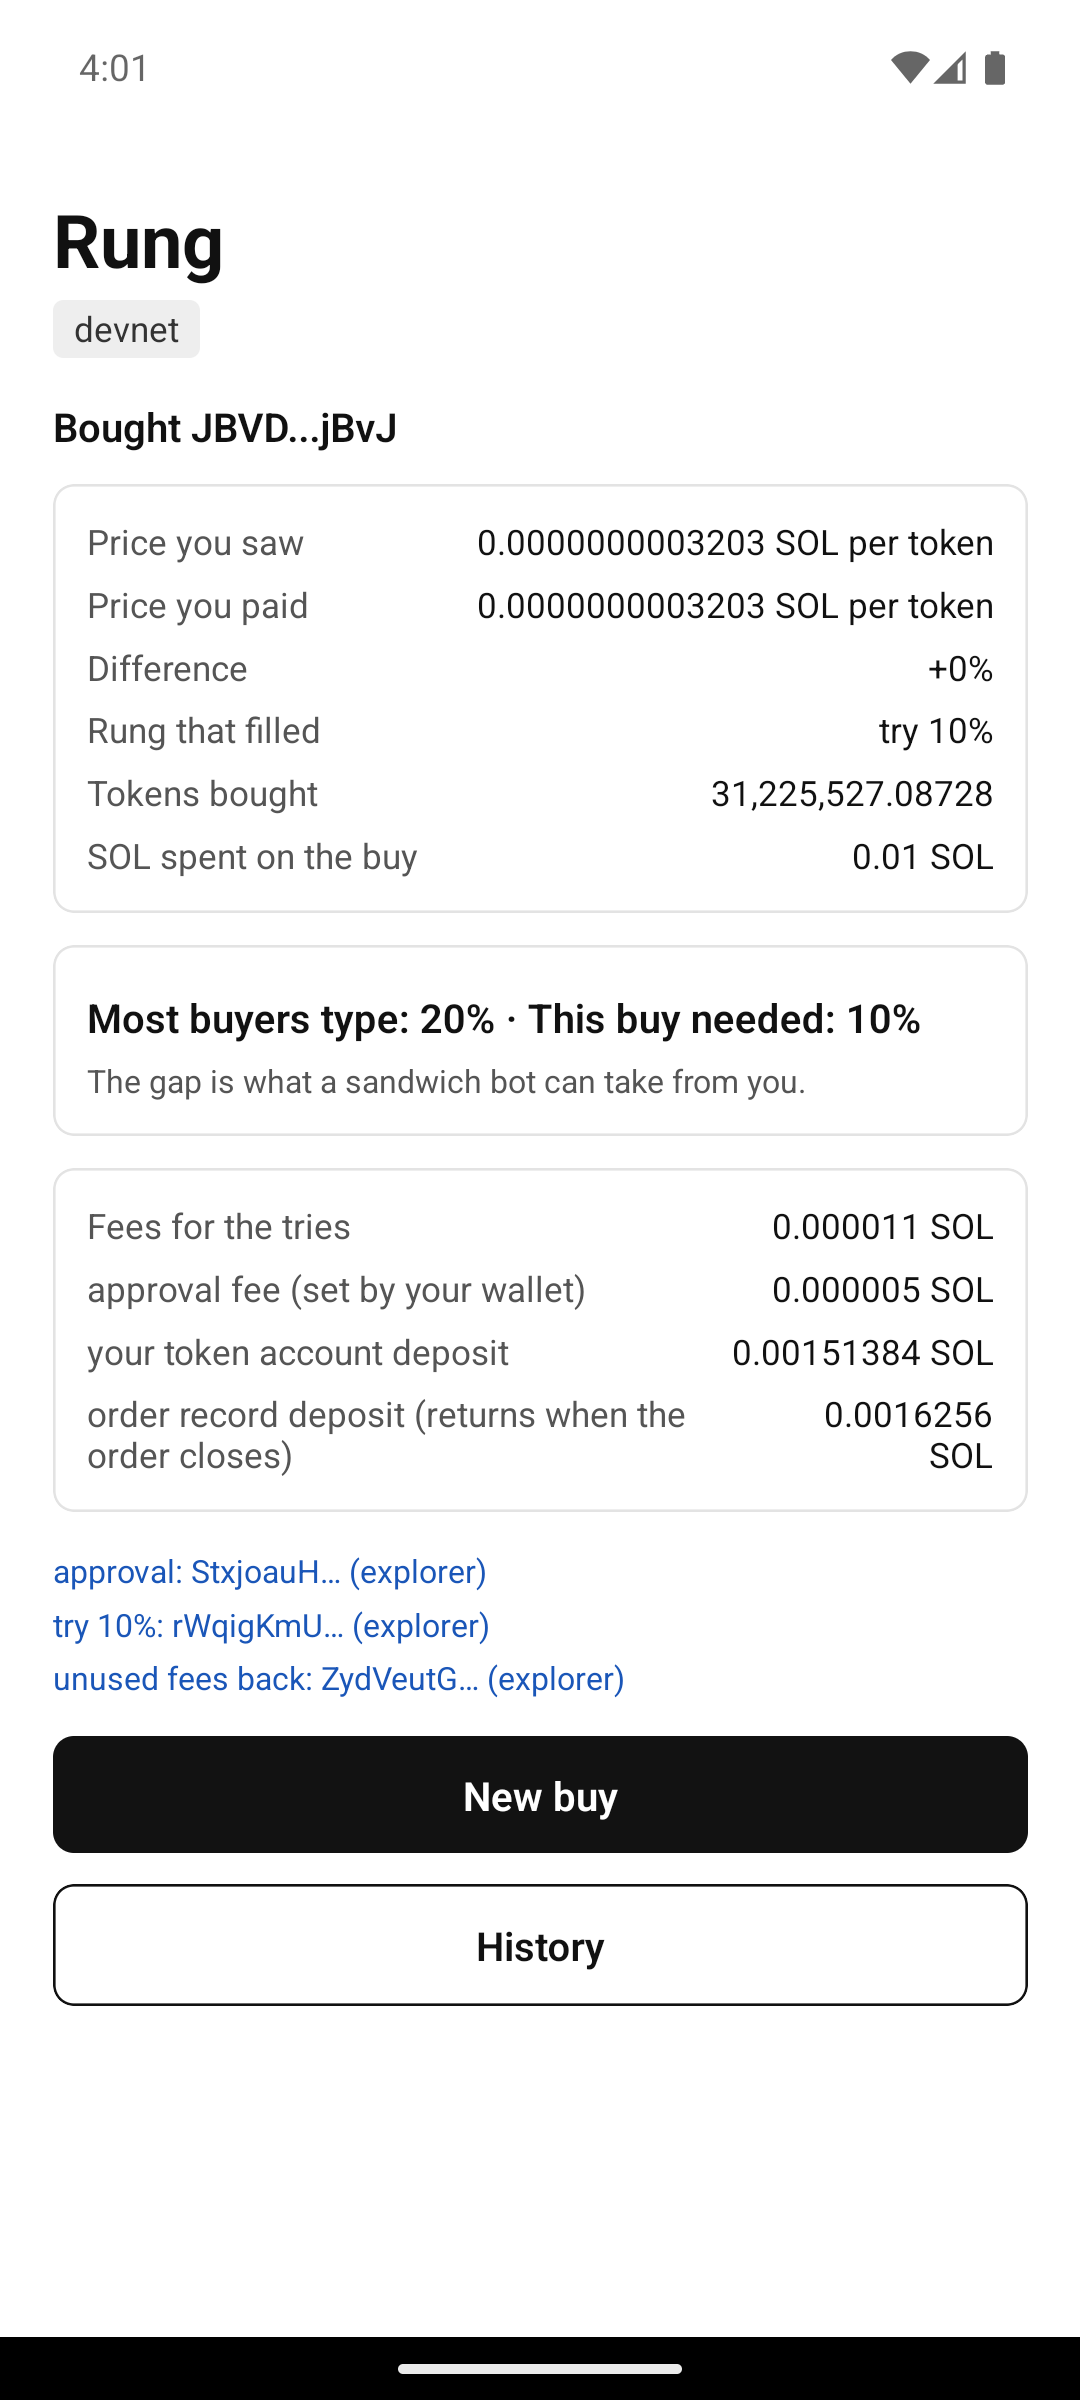 4:01
Rung
devnet
Bought JBVD...jBvJ
Price you saw 0.0000000003203 SOL per token
Price you paid 0.0000000003203 SOL per token
Difference +0%
Rung that filled try 10%
Tokens bought 31,225,527.08728
SOL spent on the buy 0.01 SOL
Most buyers type: 20% · This buy needed: 10%
The gap is what a sandwich bot can take from you.
Fees for the tries 0.000011 SOL
approval fee (set by your wallet) 0.000005 SOL
your token account deposit 0.00151384 SOL
order record deposit (returns when the 0.0016256
order closes) SOL
approval: StxjoauH… (explorer)
try 10%: rWqigKmU… (explorer)
unused fees back: ZydVeutG… (explorer)
New buy
History